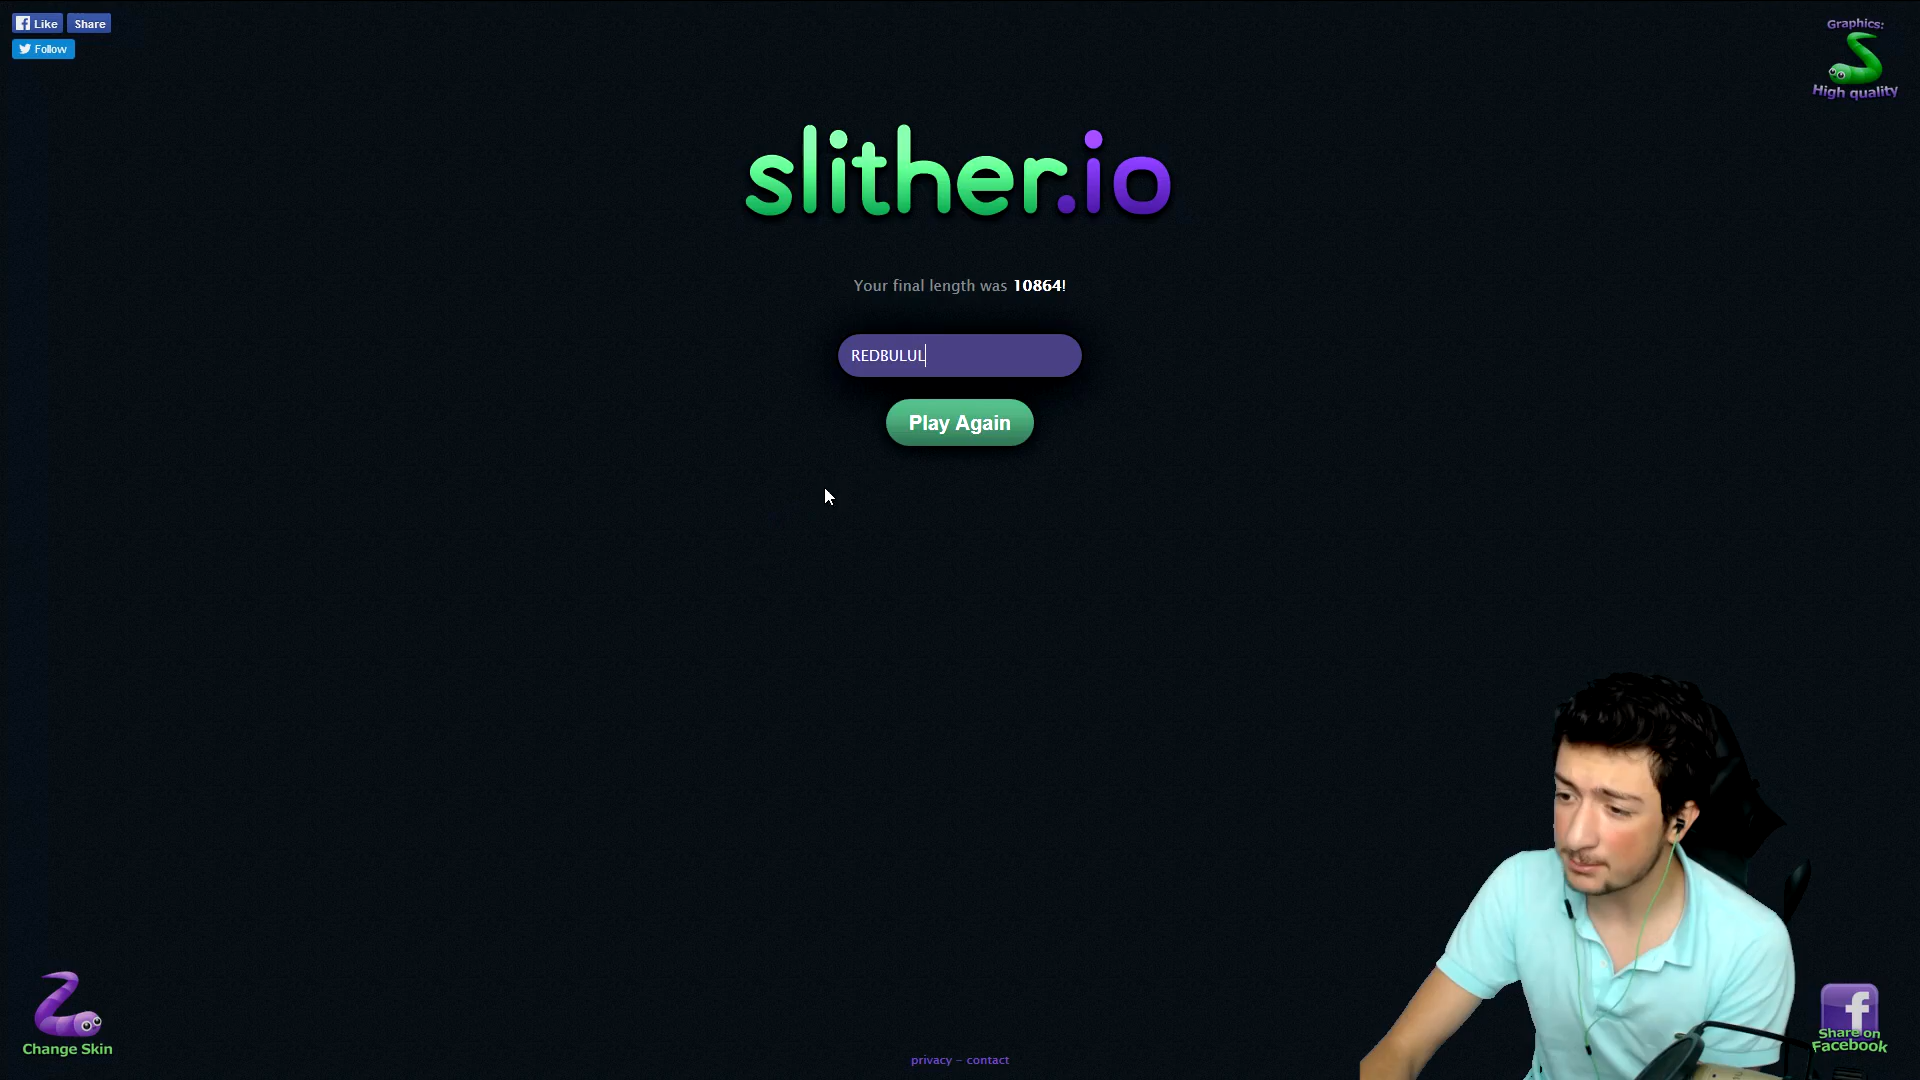 Like Share
Follow
Graphics:
High quality
slither.io
Your final length was 10864!
REDBULUL
Play Again
Change Skin
privacy - contact
Share on
Facebook